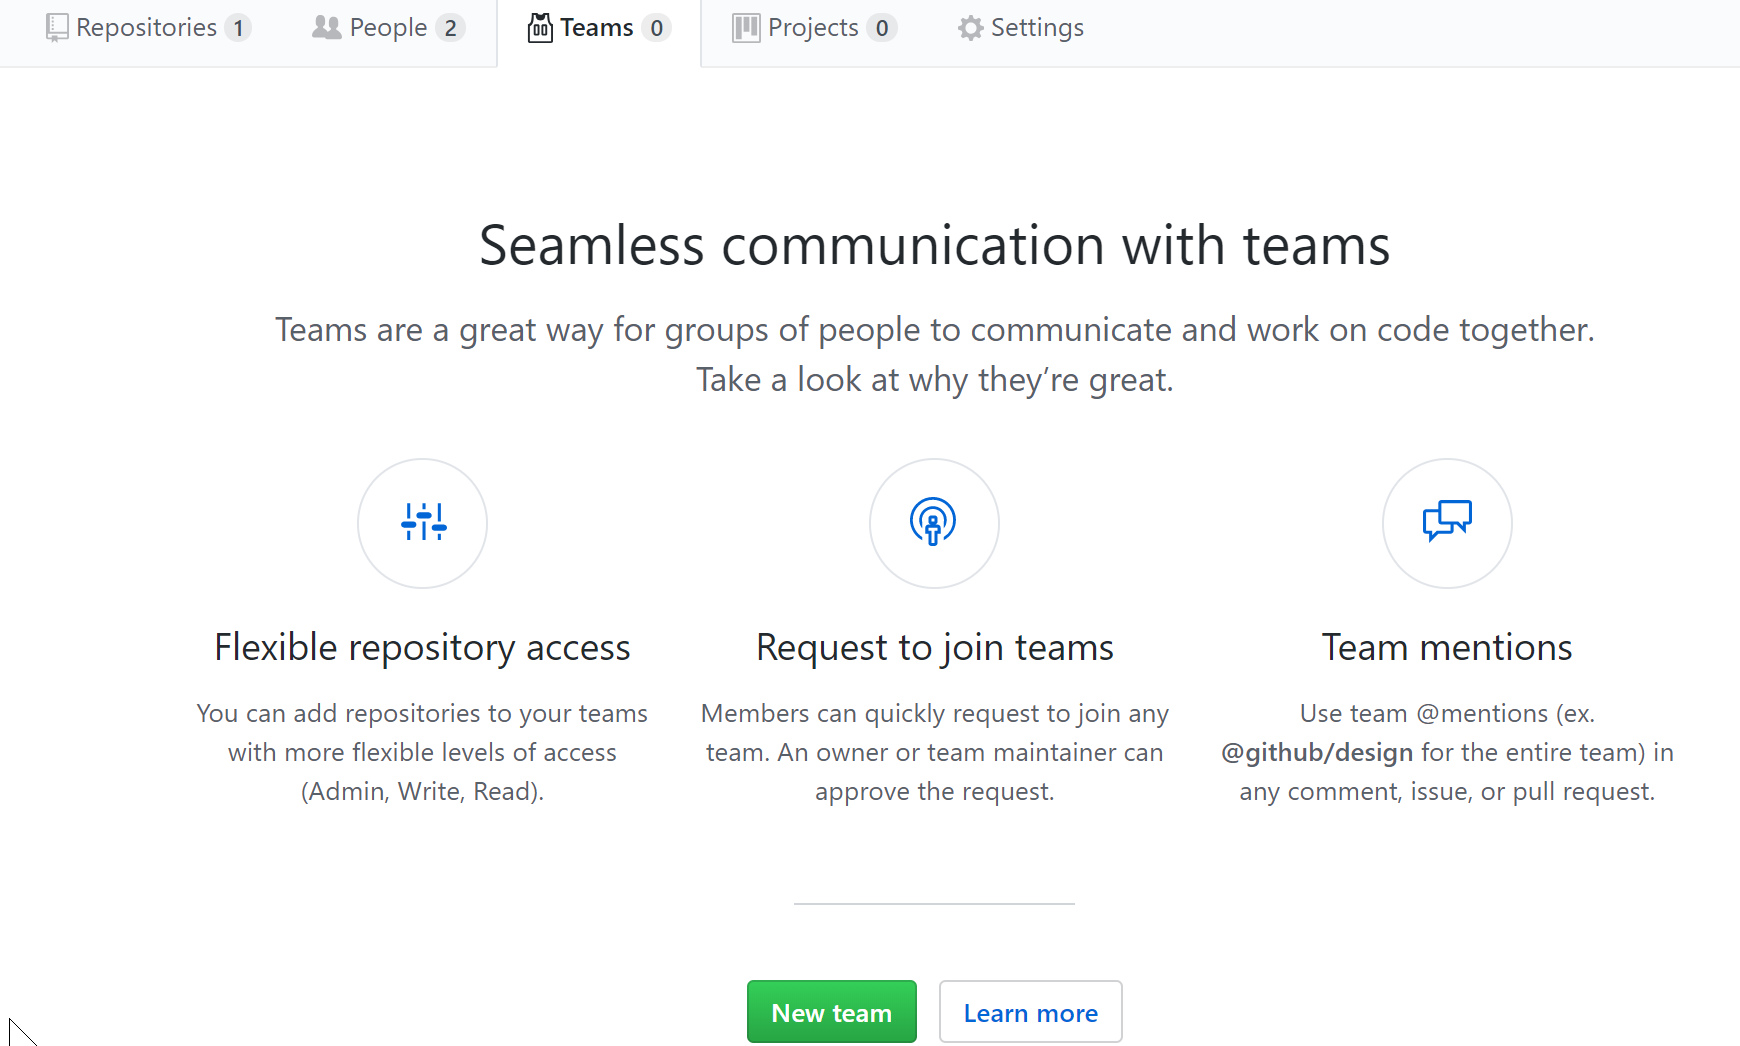 Repositories 1 People 2 Teams 0 Projects 0 Settings
Seamless communication with teams
Teams are a great way for groups of people to communicate and work on code together.
Take a look at why they’re great.
Flexible repository access
You can add repositories to your teams
with more flexible levels of access
(Admin, Write, Read).
Request to join teams
Members can quickly request to join any
team. An owner or team maintainer can
approve the request.
Team mentions
Use team @mentions (ex.
@github/design for the entire team) in
any comment, issue, or pull request.
New team Learn more